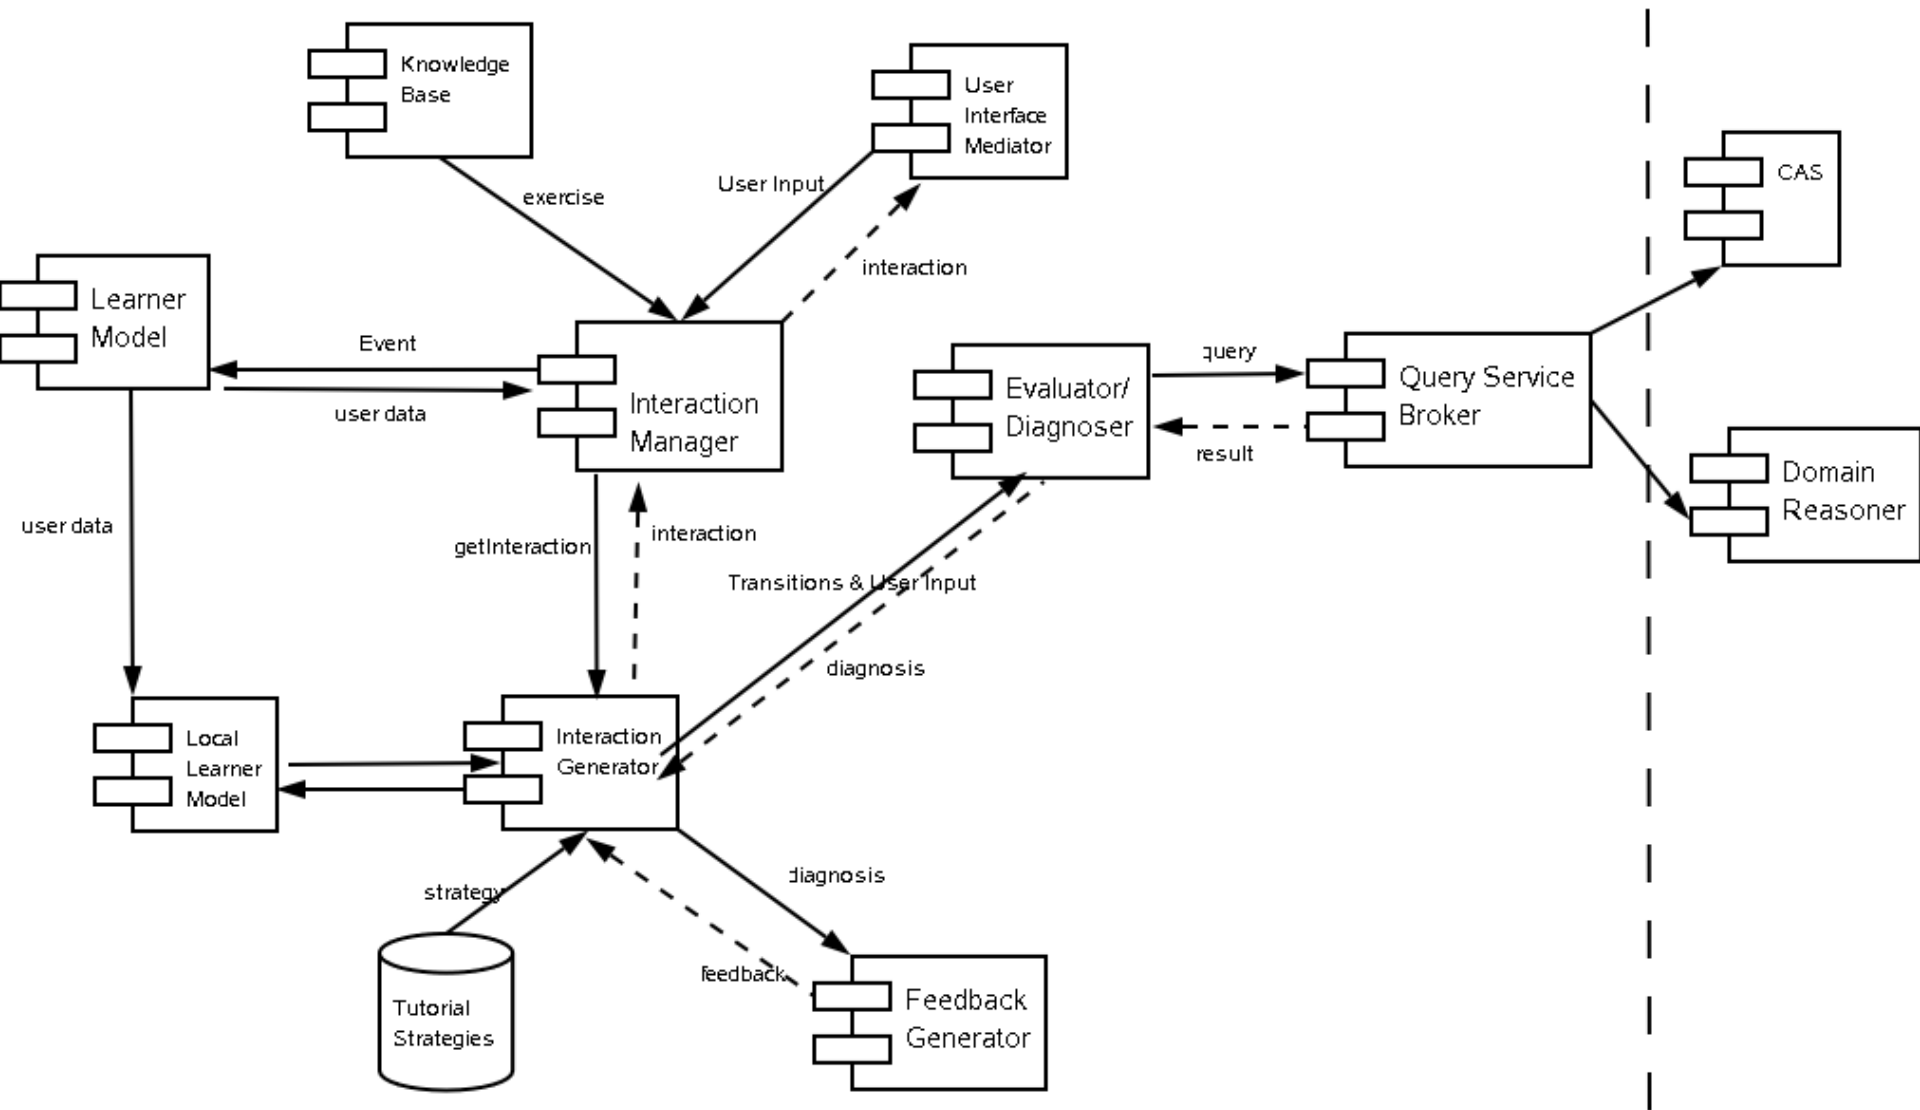 Knowledge
Base
User
Interface
Mediator
CAS
exercise
User Input
interaction
Learner
Model
Event
user data
Interaction
Manager
Evaluator/
Diagnoser
query
result
Query Service
Broker
Domain
Reasoner
user data
getInteraction
interaction
Transitions & User Input
diagnosis
Local
Learner
Model
Interaction
Generator
strategy
diagnosis
feedback
Tutorial
Strategies
Feedback
Generator